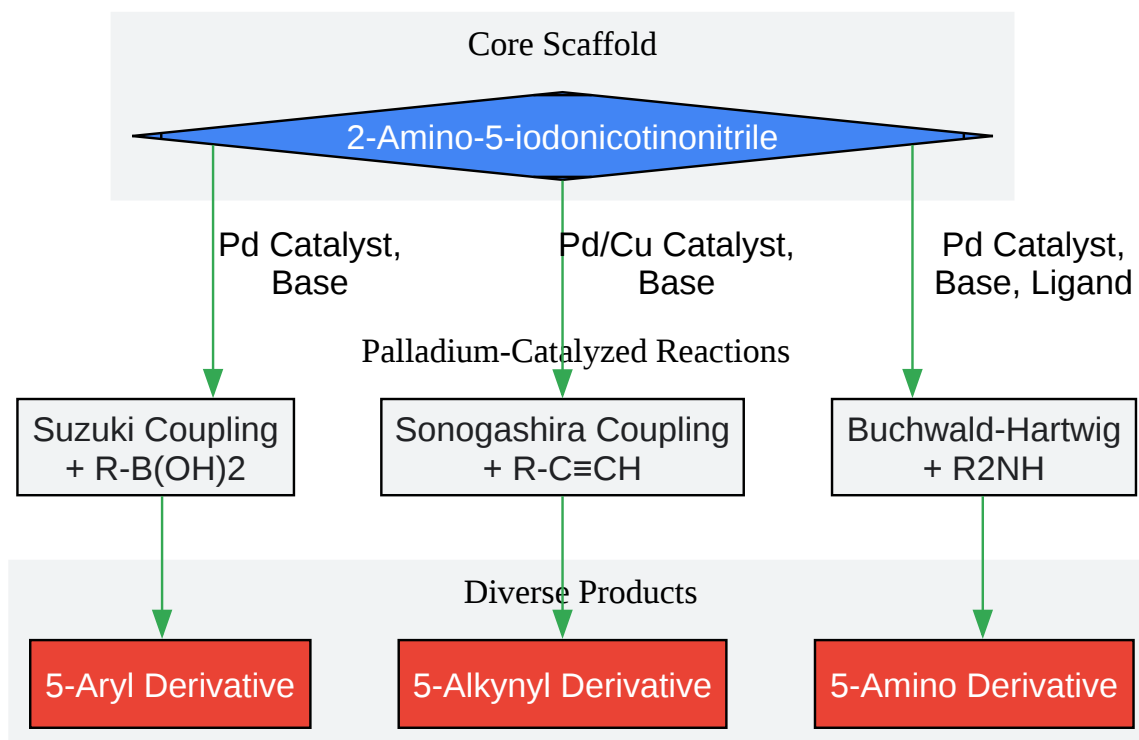 Core Scaffold
2-Amino-5-iodonicotinonitrile
Pd Catalyst,
Base
Pd/Cu Catalyst,
Base
Pd Catalyst,
Base, Ligand
Palladium-Catalyzed Reactions
Suzuki Coupling
+ R-B(OH)2
Sonogashira Coupling
+ R-C≡CH
Buchwald-Hartwig
+ R2NH
Diverse Products
5-Aryl Derivative
5-Alkynyl Derivative
5-Amino Derivative